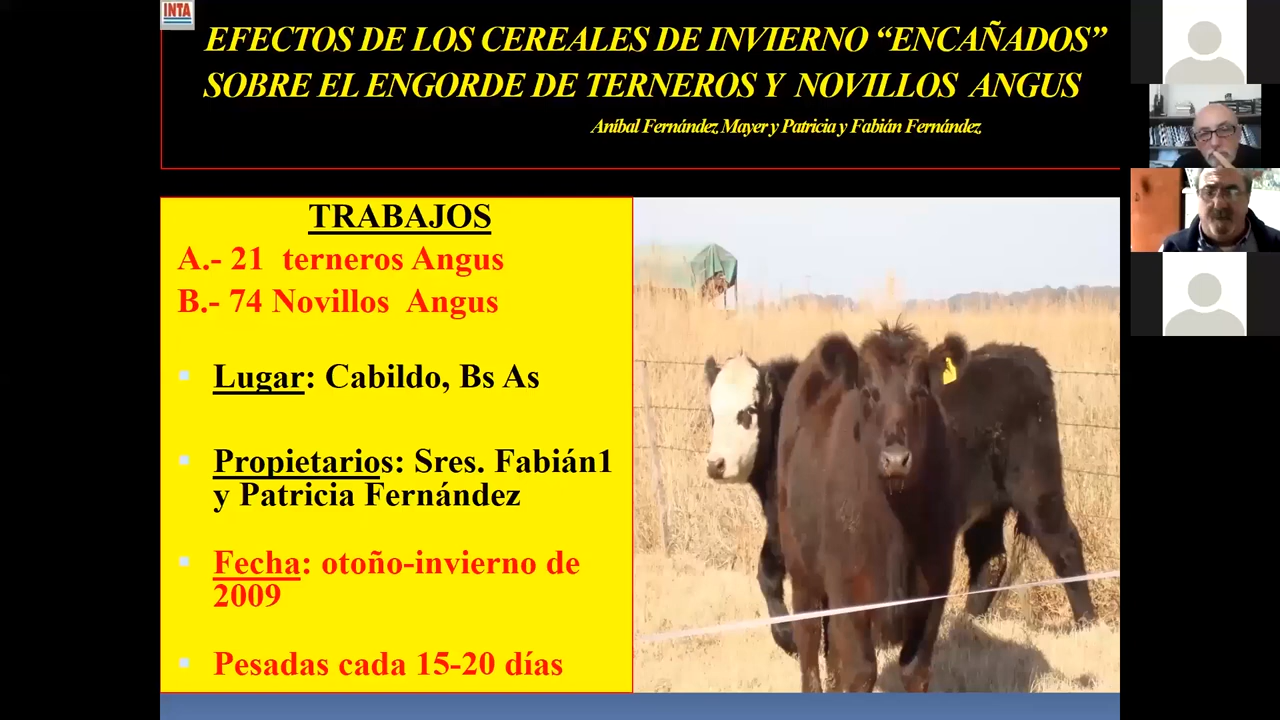 INTA
EFECTOS DE LOS CEREALES DE INVIERNO “ENCAÑADOS”
SOBRE EL ENGORDE DE TERNEROS Y NOVILLOS ANGUS
Aníbal Fernández Mayer y Patricia y Fabián Fernández
TRABAJOS
A.- 21 terneros Angus
B.- 74 Novillos Angus
Lugar: Cabildo, Bs As
Propietarios: Sres. Fabián1
y Patricia Fernández
Fecha: otoño-invierno de
2009
Pesadas cada 15-20 días